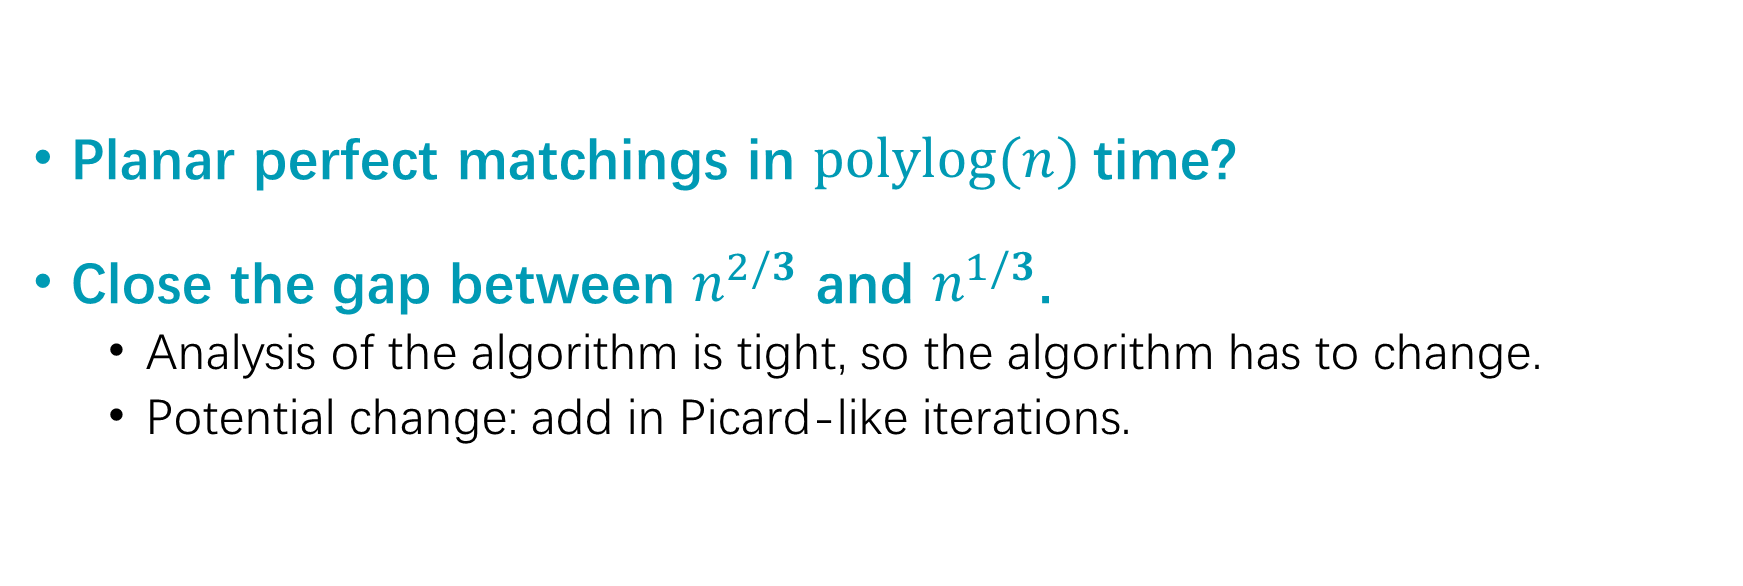 • Planar perfect matchings in polylog(n) time?
• Close the gap between n^{2/3} and n^{1/3}.
• Analysis of the algorithm is tight, so the algorithm has to change.
• Potential change: add in Picard-like iterations.